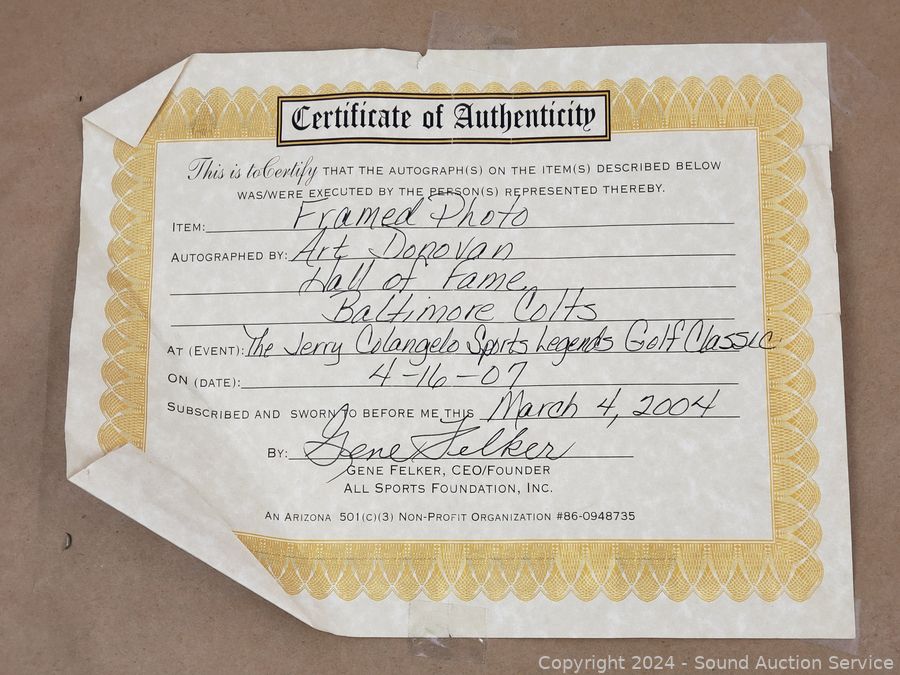 Certificate of Authenticity
This is to Certify THAT THE AUTOGRAPH(S) ON THE ITEM(S) DESCRIBED BELOW
WAS/WERE EXECUTED BY THE PERSON(S) REPRESENTED THEREBY.
ITEM: Framed Photo
AUTOGRAPHED BY: Art Donovan
Hall of Fame
Baltimore Colts
AT (EVENT): The Jerry Colangelo Sports Legends Golf Classic
ON (DATE): 4-16-07
SUBSCRIBED AND SWORN TO BEFORE ME THIS March 4, 2004
BY: Gene Felker
GENE FELKER, CEO/FOUNDER
ALL SPORTS FOUNDATION, INC.
AN ARIZONA 501(C)(3) NON-PROFIT ORGANIZATION #86-0948735
Copyright 2024 - Sound Auction Service